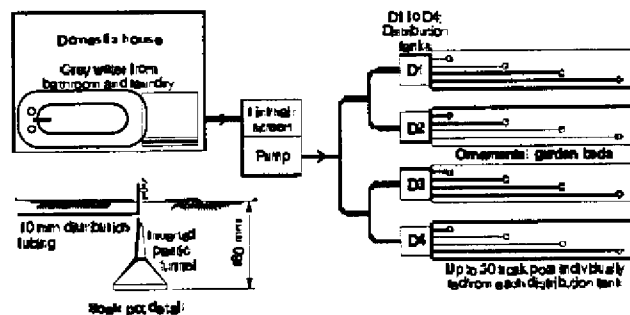 Domestic house
Grey water from
bathroom and laundry
screen
Pump
D1 to D4,
Distribution
tanks
D1
D2
Ornamental garden beds
D3
D4
10 mm distribution
tubing
Inverted
plastic
funnel
mm
Up to 30 soak pots individually
fed from each distribution tank
Soak pot detail